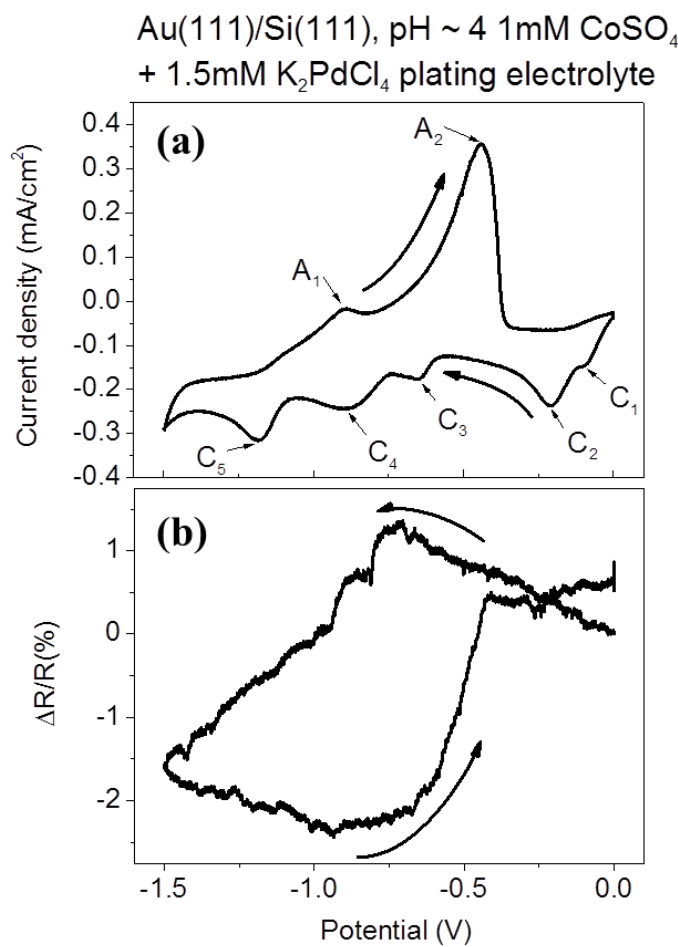 Au(111)/Si(111), pH ~ 4 1mM CoSO₄
+ 1.5mM K₂PdCl₄ plating electrolyte
(a)
Current density (mA/cm²)
0.4
0.3
0.2
0.1
0.0
-0.1
-0.2
-0.3
-0.4
A₂
A₁
C₁
C₂
C₃
C₄
C₅
(b)
ΔR/R(%)
1
0
-1
-2
-1.5 -1.0 -0.5 0.0
Potential (V)